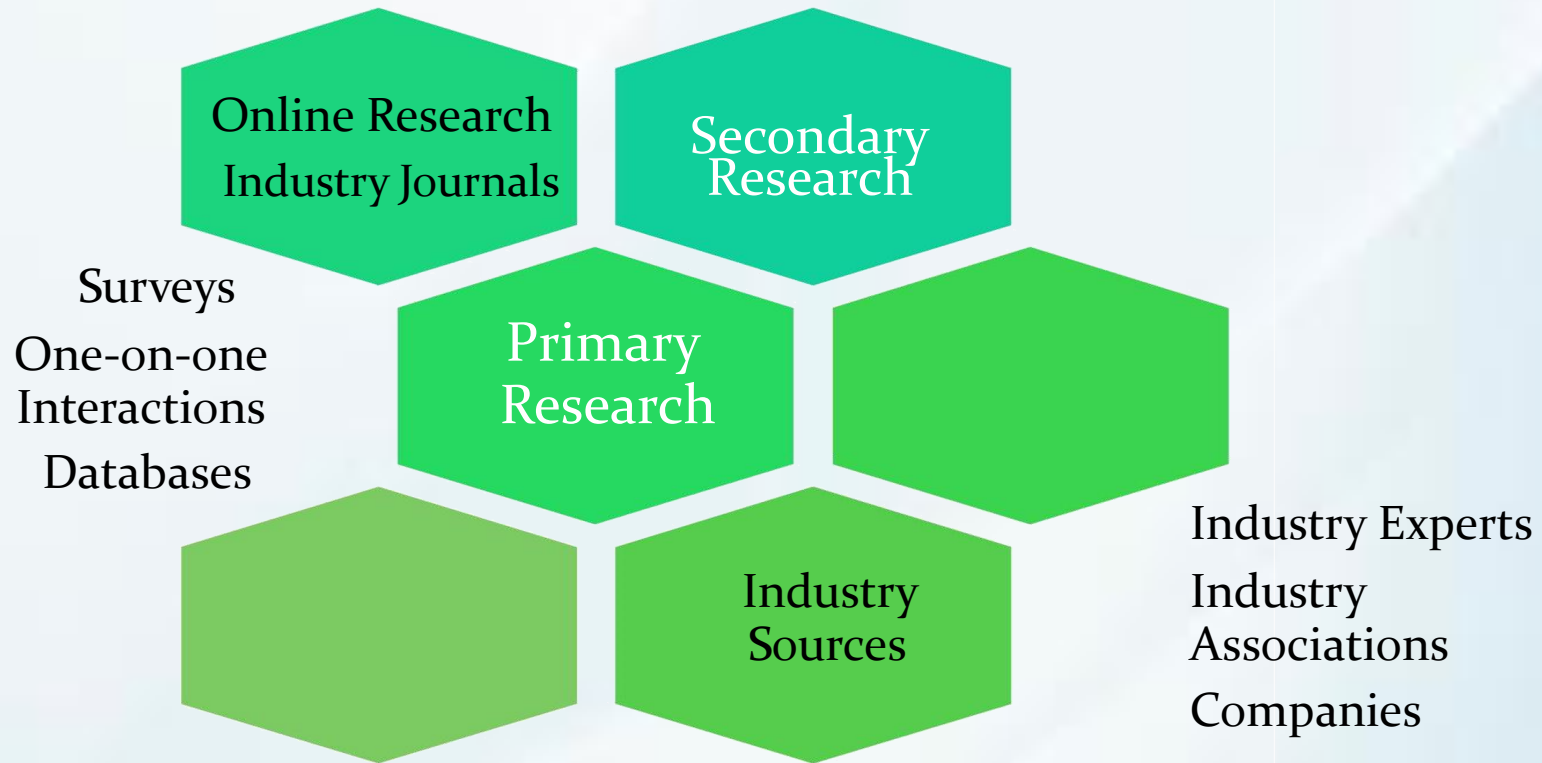 Online Research
Industry Journals
Secondary
Research
Surveys
One-on-one
Interactions
Databases
Primary
Research
Industry
Sources
Industry Experts
Industry
Associations
Companies